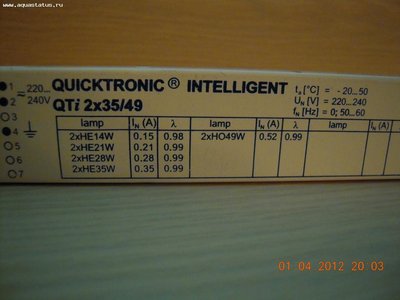 www.aquastatus.ru
1
2
3
4
5
6
7
≈ 220...
240V
QUICKTRONIC® INTELLIGENT
QTi 2x35/49
tₐ [°C] = - 20...50
U_N [V] = 220...240
f_N [Hz] = 0; 50...60
lamp I_N (A) λ lamp I_N (A) λ lamp
2xHE14W 0.15 0.98 2xHO49W 0.52 0.99
2xHE21W 0.21 0.99
2xHE28W 0.28 0.99
2xHE35W 0.35 0.99
01 04 2012 20 03